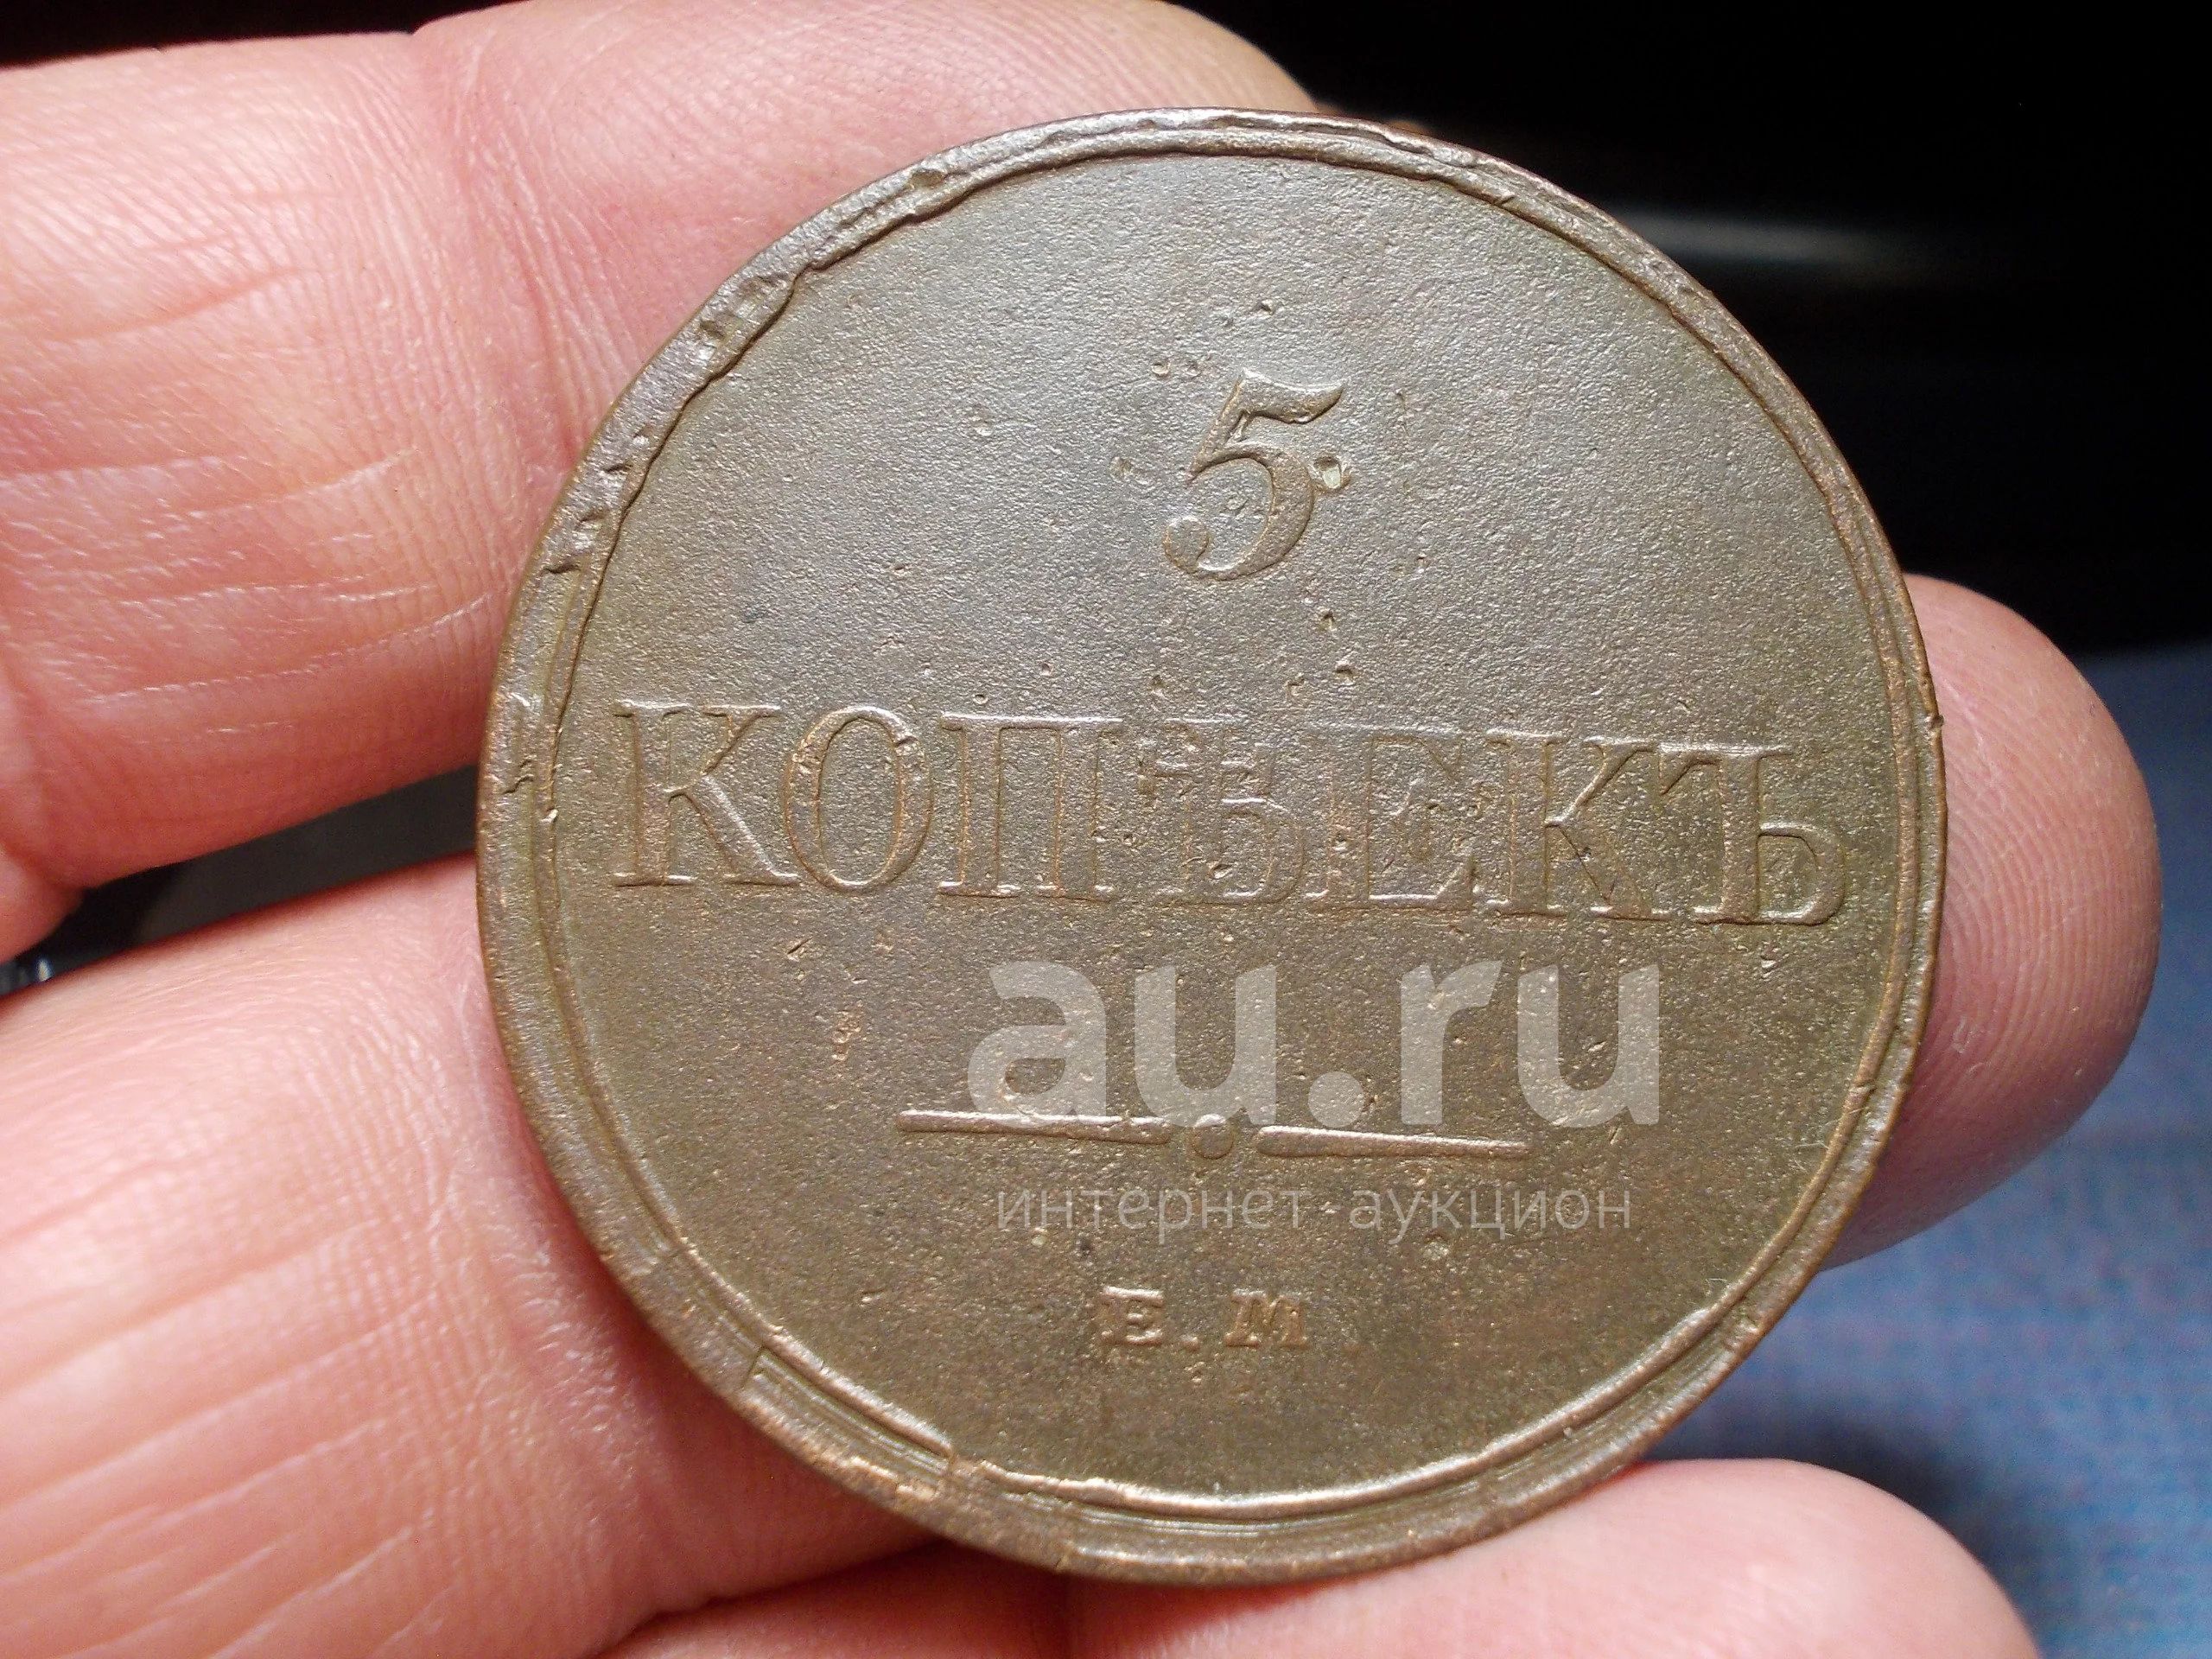 5
КОПѢЕКЪ
au.ru
интернет аукцион
Е.М.